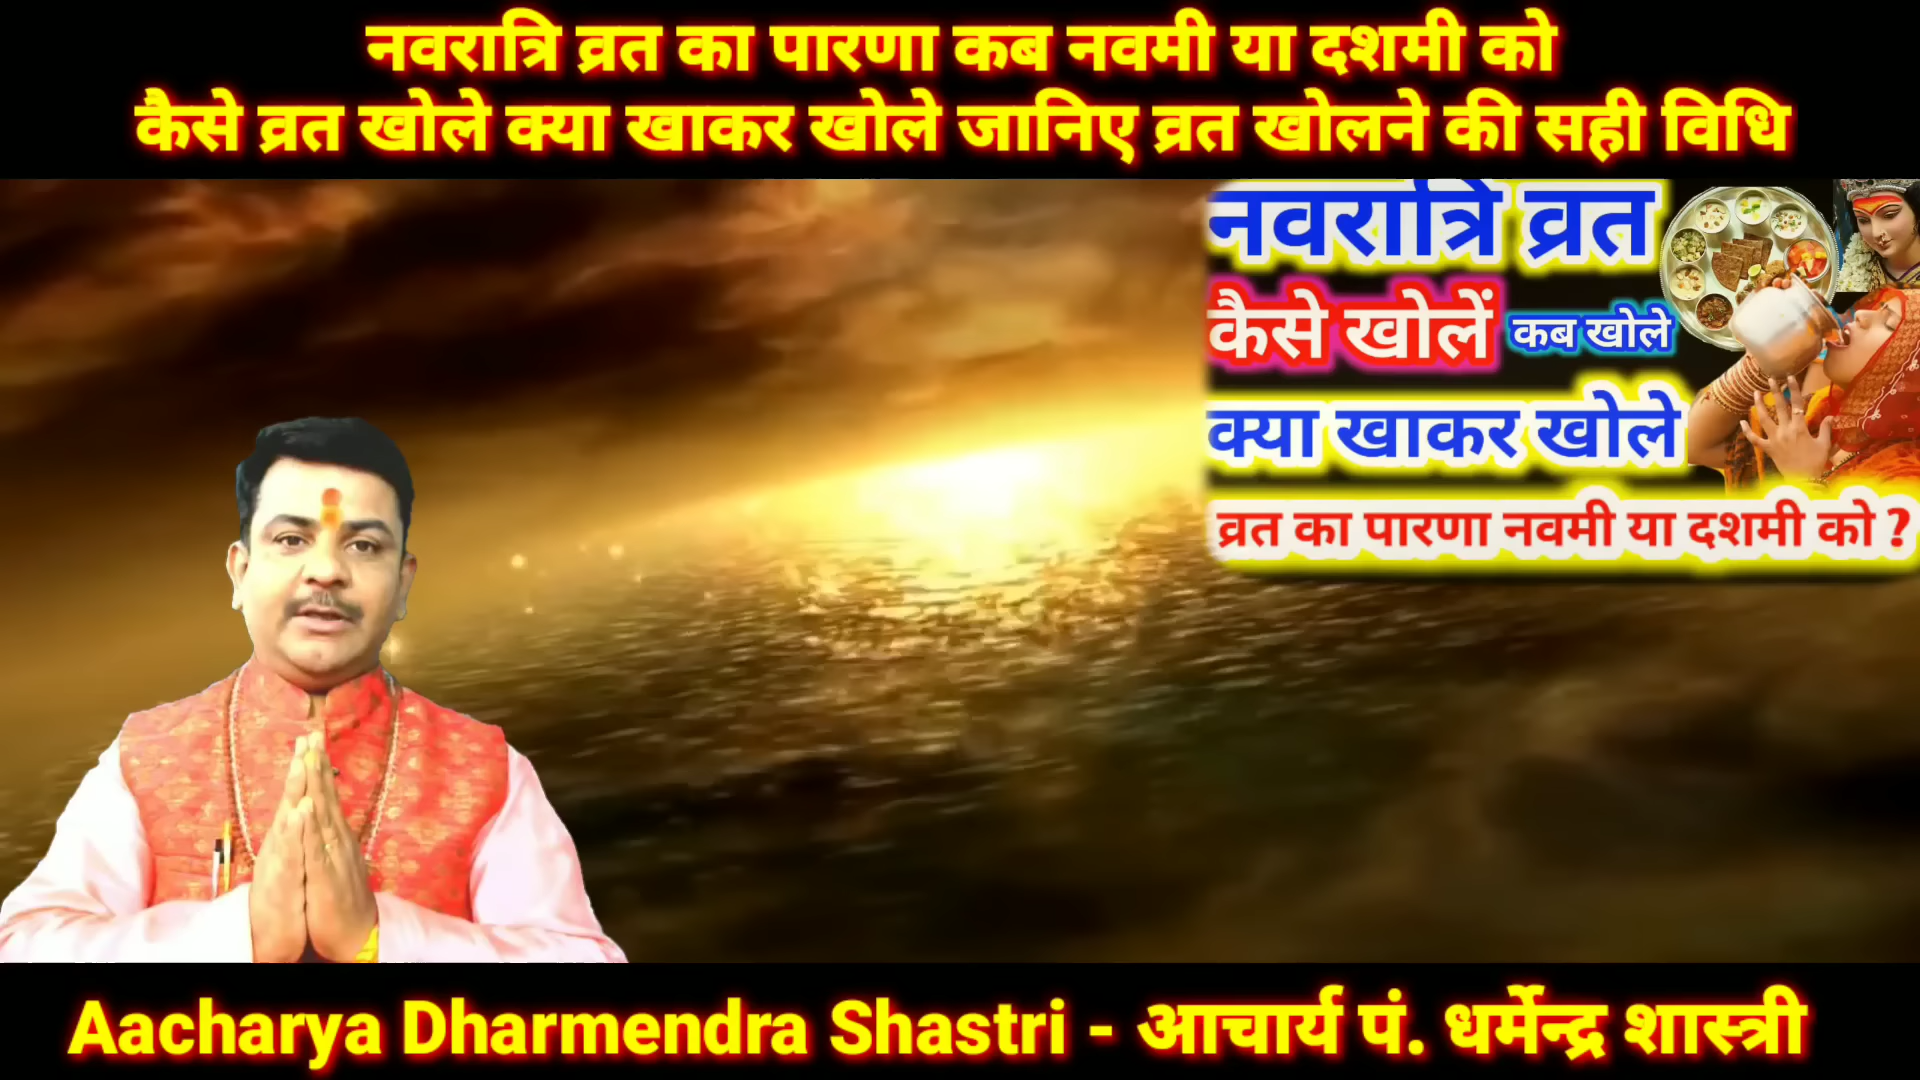 नवरात्रि व्रत का पारणा कब नवमी या दशमी को
कैसे व्रत खोले क्या खाकर खोले जानिए व्रत खोलने की सही विधि
नवरात्रि व्रत
कैसे खोलें कब खोले
क्या खाकर खोले
व्रत का पारणा नवमी या दशमी को ?
Aacharya Dharmendra Shastri - आचार्य पं. धर्मेन्द्र शास्त्री